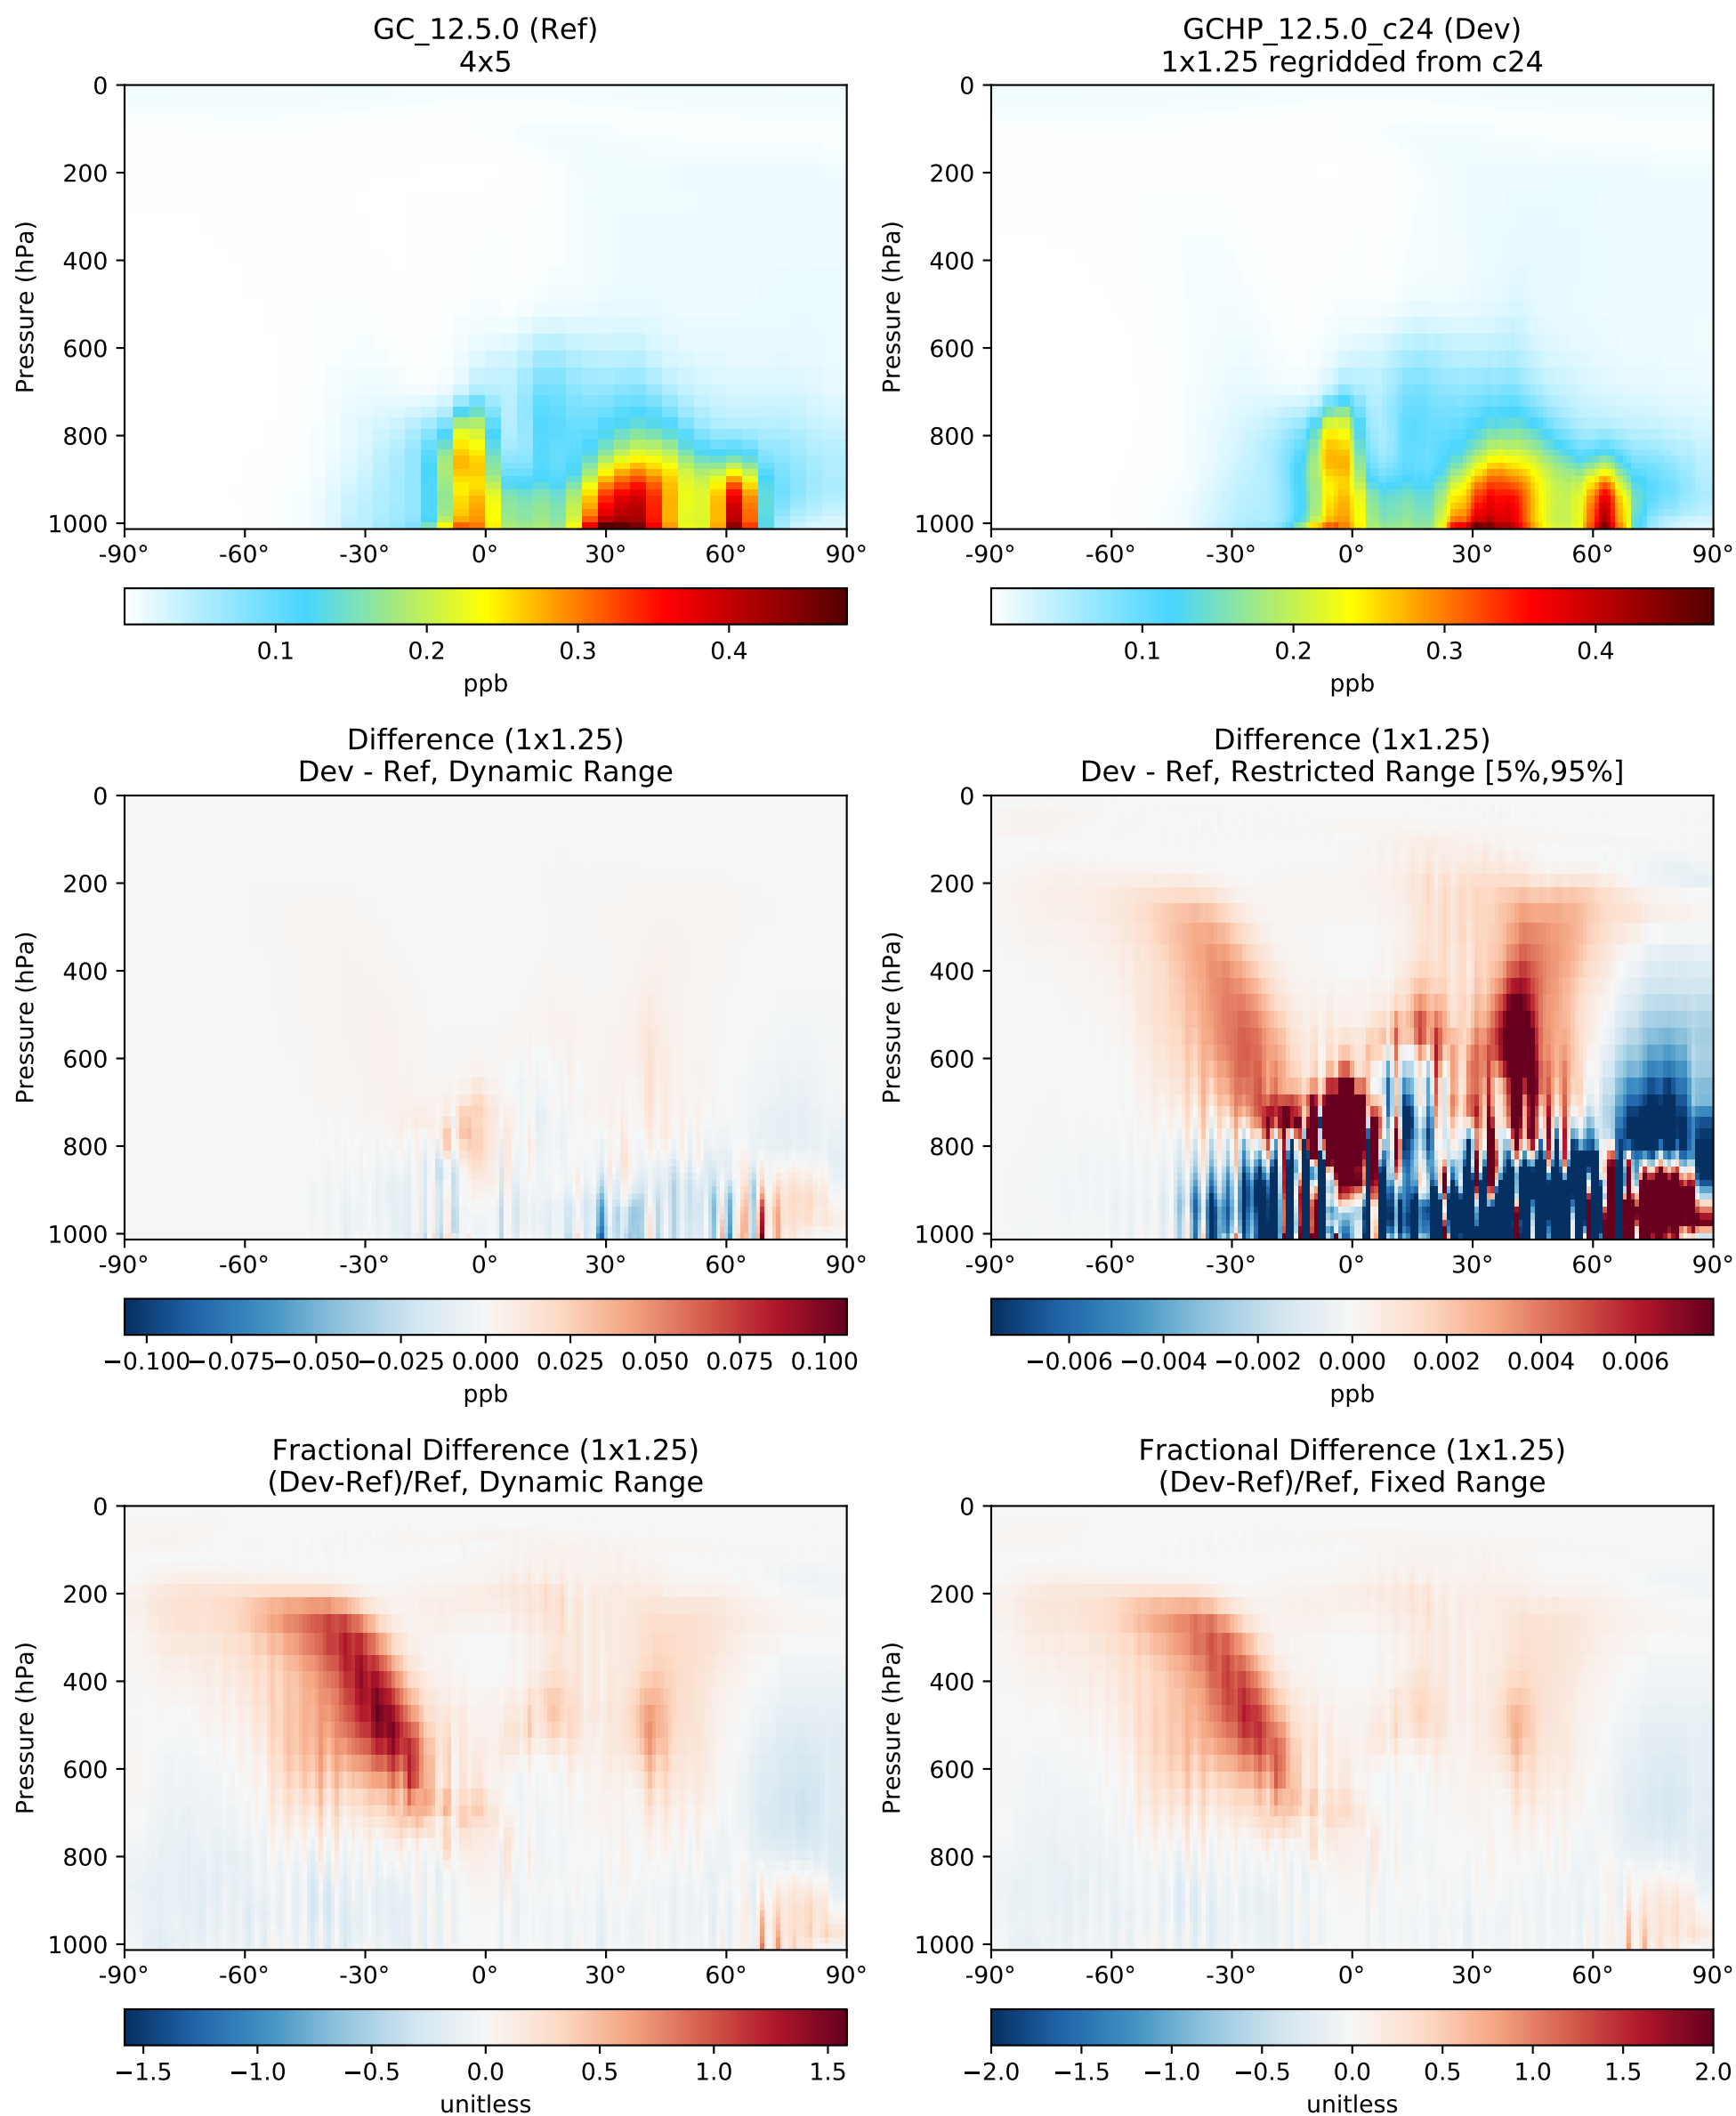 GC_12.5.0 (Ref)
4x5
GCHP_12.5.0_c24 (Dev)
1x1.25 regridded from c24
Pressure (hPa)
0
200
400
600
800
1000
-90° -60° -30° 0° 30° 60° 90°
0.1 0.2 0.3 0.4
ppb
Pressure (hPa)
0
200
400
600
800
1000
-90° -60° -30° 0° 30° 60° 90°
0.1 0.2 0.3 0.4
ppb
Difference (1x1.25)
Dev - Ref, Dynamic Range
Difference (1x1.25)
Dev - Ref, Restricted Range [5%,95%]
Pressure (hPa)
0
200
400
600
800
1000
-90° -60° -30° 0° 30° 60° 90°
−0.100 −0.075 −0.050 −0.025 0.000 0.025 0.050 0.075 0.100
ppb
Pressure (hPa)
0
200
400
600
800
1000
-90° -60° -30° 0° 30° 60° 90°
−0.006 −0.004 −0.002 0.000 0.002 0.004 0.006
ppb
Fractional Difference (1x1.25)
(Dev-Ref)/Ref, Dynamic Range
Fractional Difference (1x1.25)
(Dev-Ref)/Ref, Fixed Range
Pressure (hPa)
0
200
400
600
800
1000
-90° -60° -30° 0° 30° 60° 90°
−1.5 −1.0 −0.5 0.0 0.5 1.0 1.5
unitless
Pressure (hPa)
0
200
400
600
800
1000
-90° -60° -30° 0° 30° 60° 90°
−2.0 −1.5 −1.0 −0.5 0.0 0.5 1.0 1.5 2.0
unitless